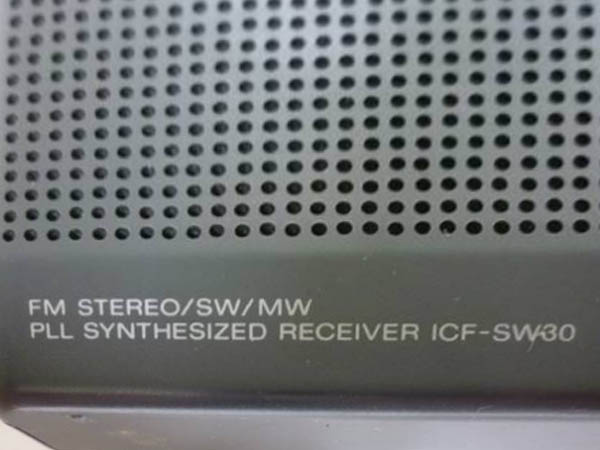 FM STEREO/SW/MW
PLL SYNTHESIZED RECEIVER ICF-SW30